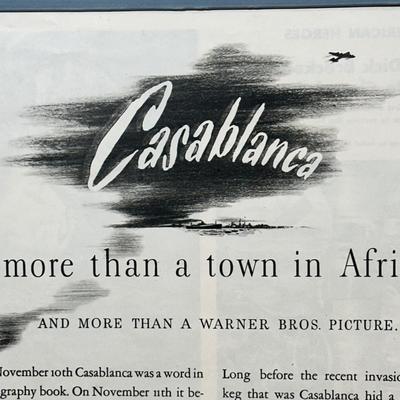 Casablanca
more than a town in Afri
AND MORE THAN A WARNER BROS. PICTURE.
November 10th Casablanca was a word in
graphy book. On November 11th it be-
Long before the recent invasi
keg that was Casablanca hid a